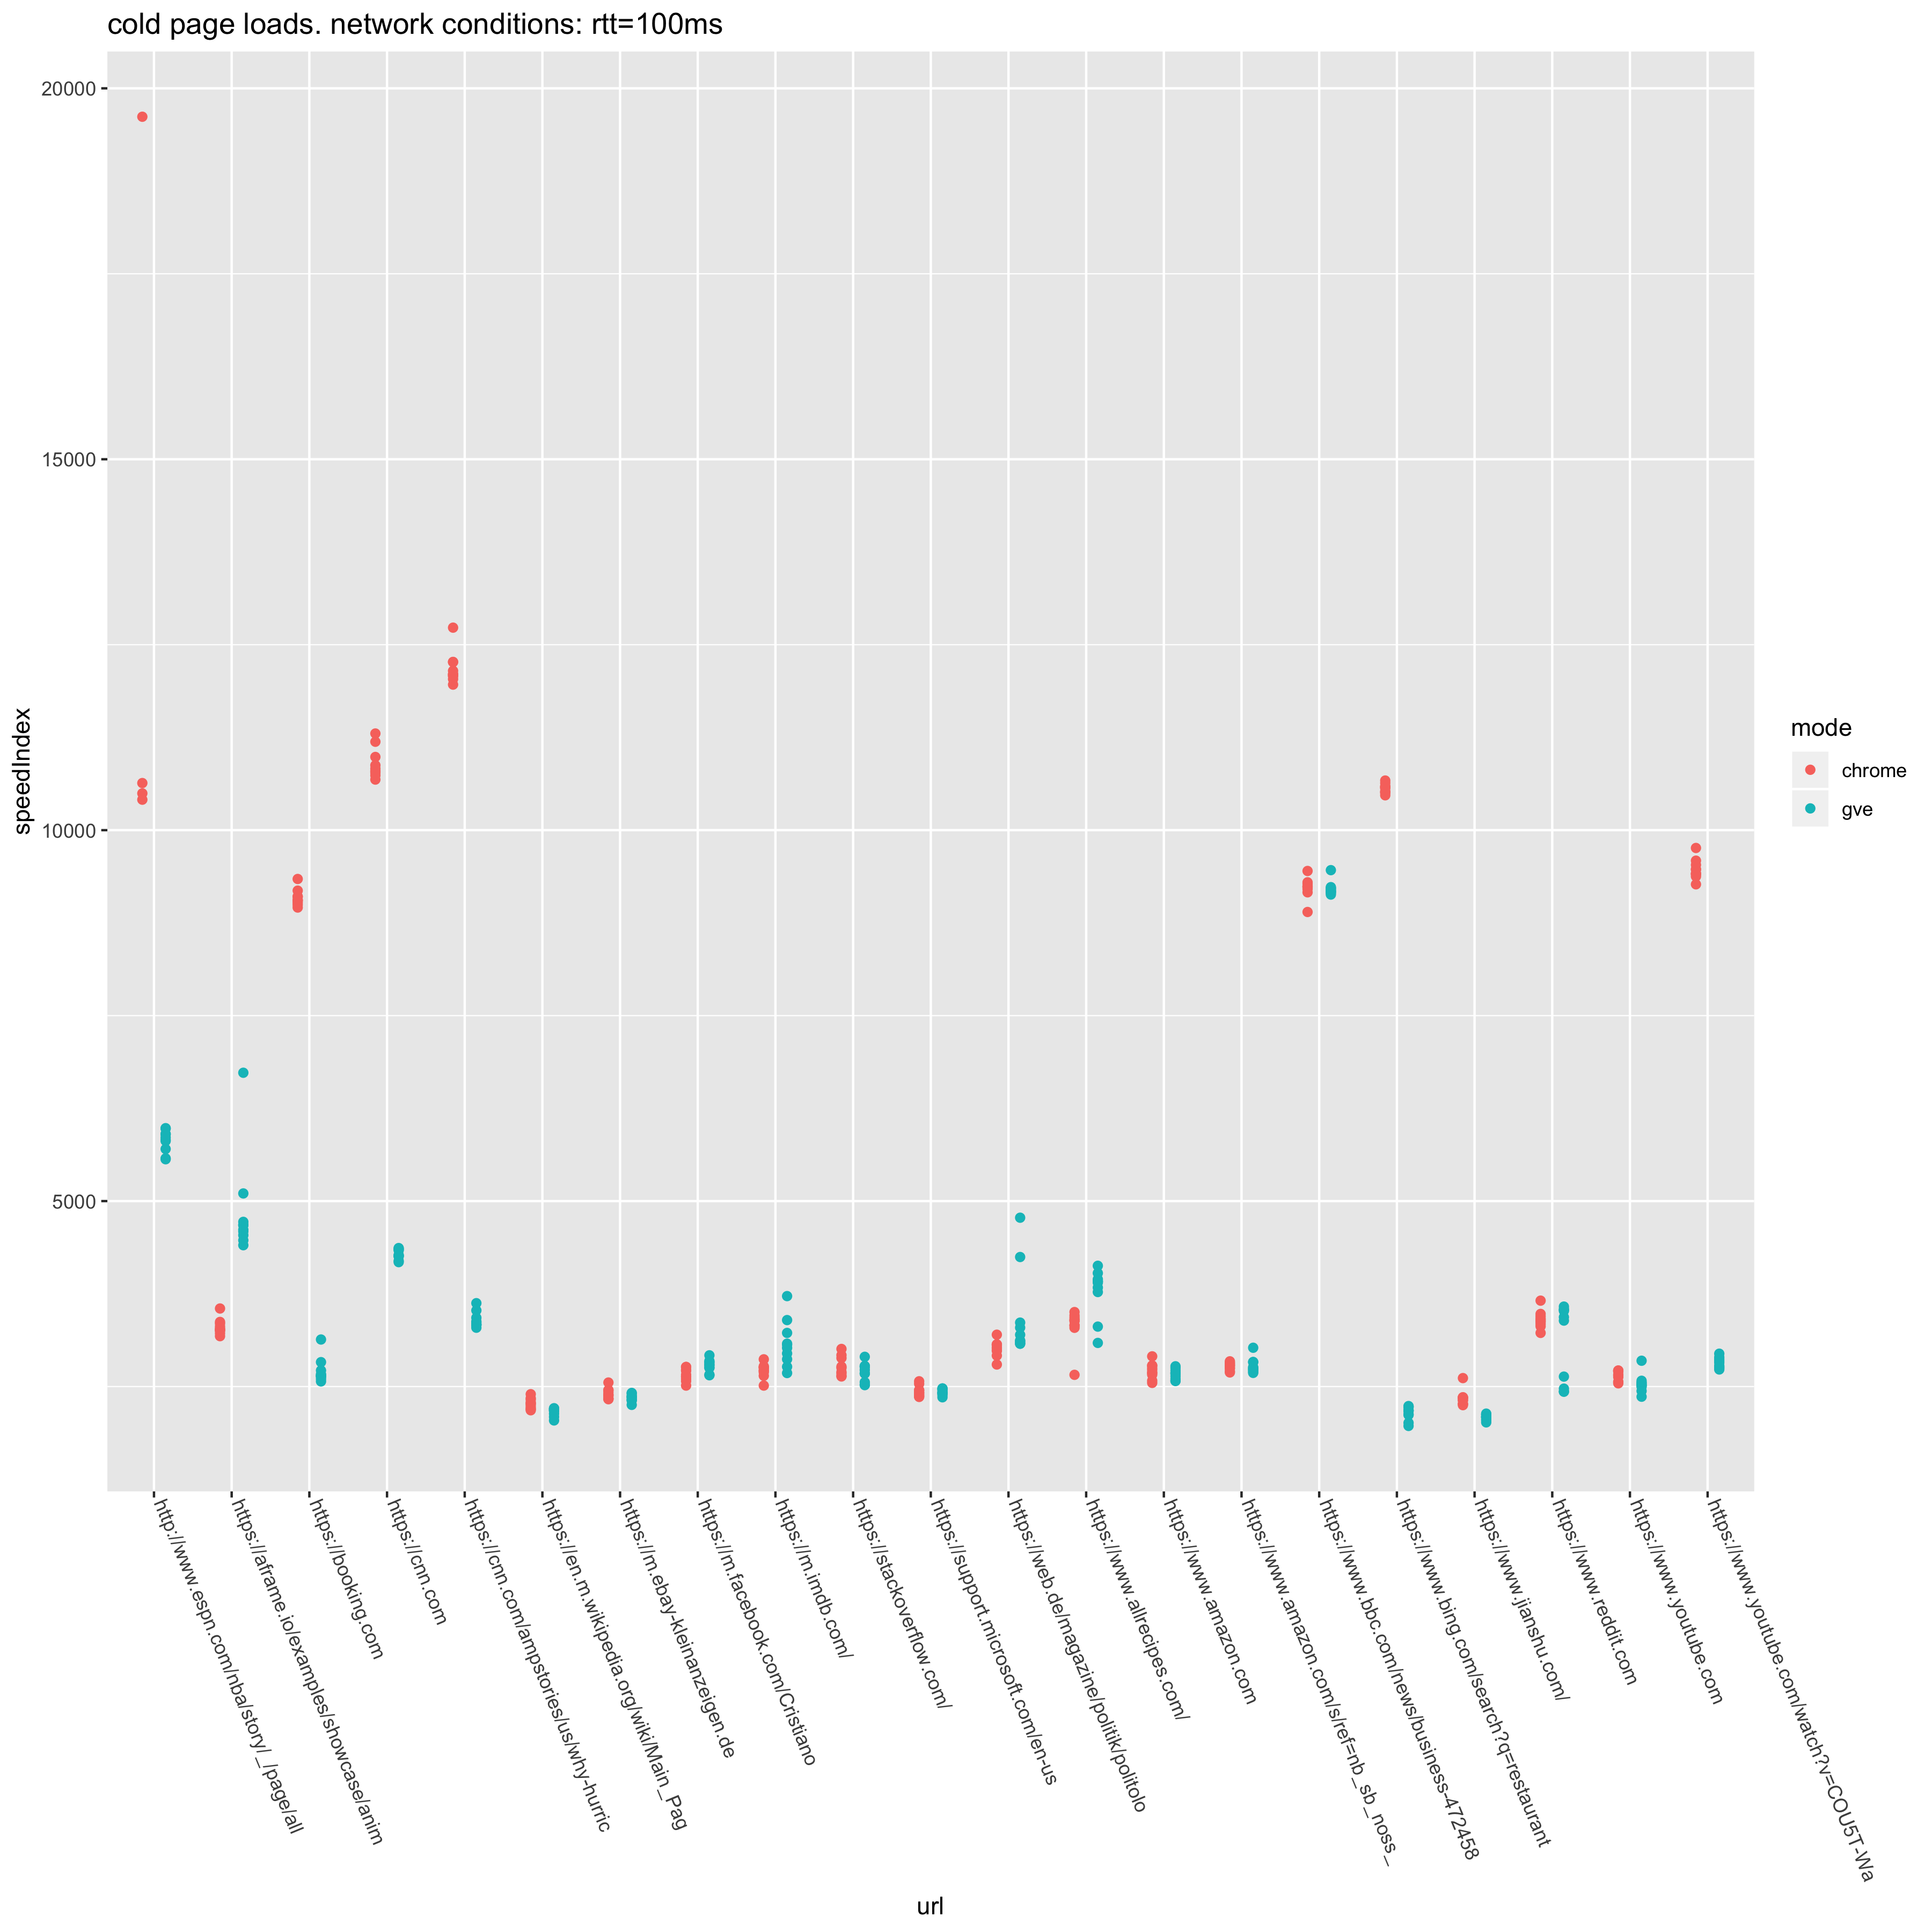 cold page loads. network conditions: rtt=100ms
20000
15000
10000
5000
speedIndex
mode
chrome
gve
http://www.espn.com/nba/story/_/page/all
https://aframe.io/examples/showcase/anim
https://booking.com
https://cnn.com
https://cnn.com/ampstories/us/why-hurric
https://en.m.wikipedia.org/wiki/Main_Pag
https://m.ebay-kleinanzeigen.de
https://m.facebook.com/Cristiano
https://m.imdb.com/
https://stackoverflow.com/
https://support.microsoft.com/en-us
https://web.de/magazine/politik/politolo
https://www.allrecipes.com/
https://www.amazon.com
https://www.amazon.com/s/ref=nb_sb_noss_
https://www.bbc.com/news/business-472458
https://www.bing.com/search?q=restaurant
https://www.jianshu.com/
https://www.reddit.com
https://www.youtube.com
https://www.youtube.com/watch?v=COU5T-Wa
url